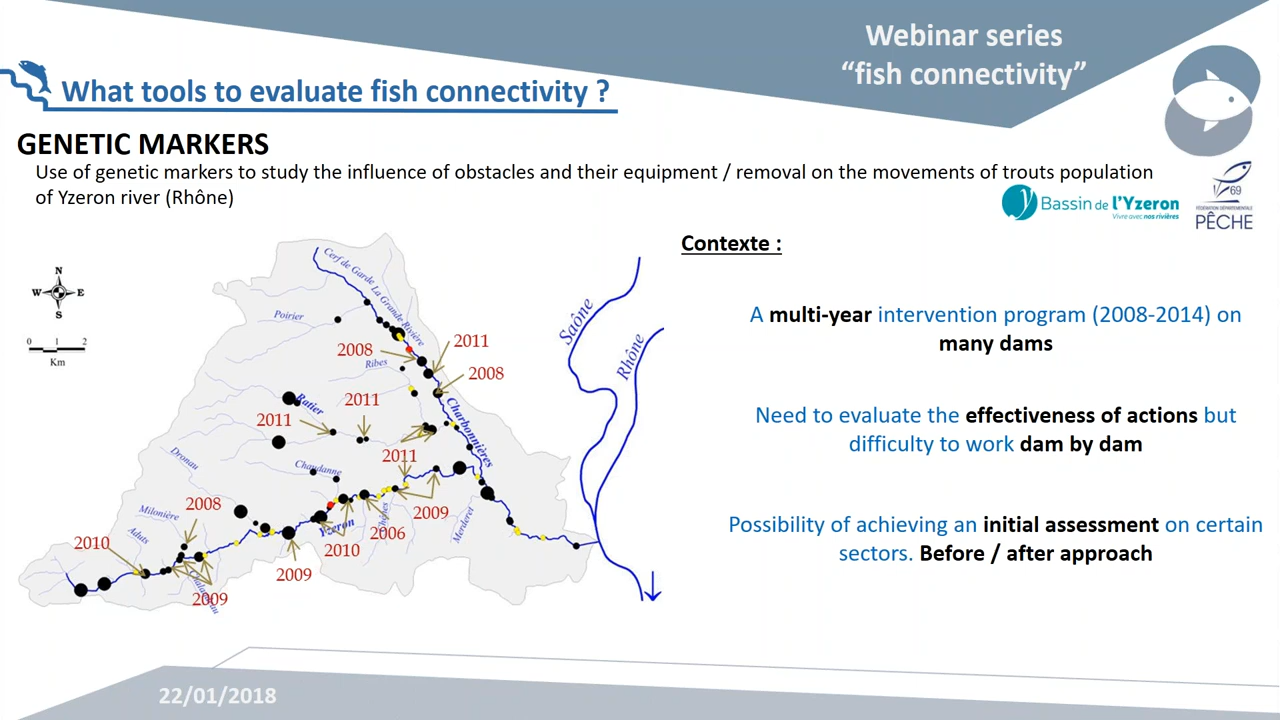 Webinar series
“fish connectivity”
What tools to evaluate fish connectivity ?
GENETIC MARKERS
Use of genetic markers to study the influence of obstacles and their equipment / removal on the movements of trouts population
of Yzeron river (Rhône)
Bassin de l'Yzeron
Vivre avec nos rivières
69
FÉDÉRATION DÉPARTEMENTALE
PÊCHE
Contexte :
A multi-year intervention program (2008-2014) on
many dams
Need to evaluate the effectiveness of actions but
difficulty to work dam by dam
Possibility of achieving an initial assessment on certain
sectors. Before / after approach
N
W E
S
0 1 2
Km
Cerf de Garde
La Grande Rivière
Poirier
Saône
Rhône
2011
2008
2008
Ribes
Ratier
2011
2011
Charbonnières
2011
Dronau
Chaudanne
2008
Milonière
Aduts
Yzeron
2006
2009
Merderet
2010
2010
2009
2009
22/01/2018